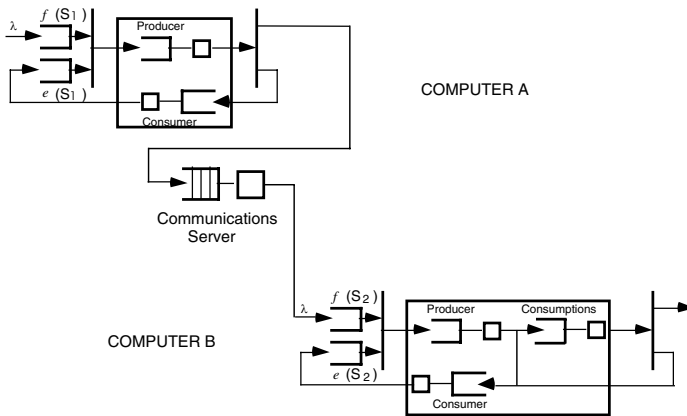 f (S1)
λ
Producer
e (S1)
Consumer
COMPUTER A
Communications
Server
f (S2)
λ
Producer
Consumptions
COMPUTER B
e (S2)
Consumer